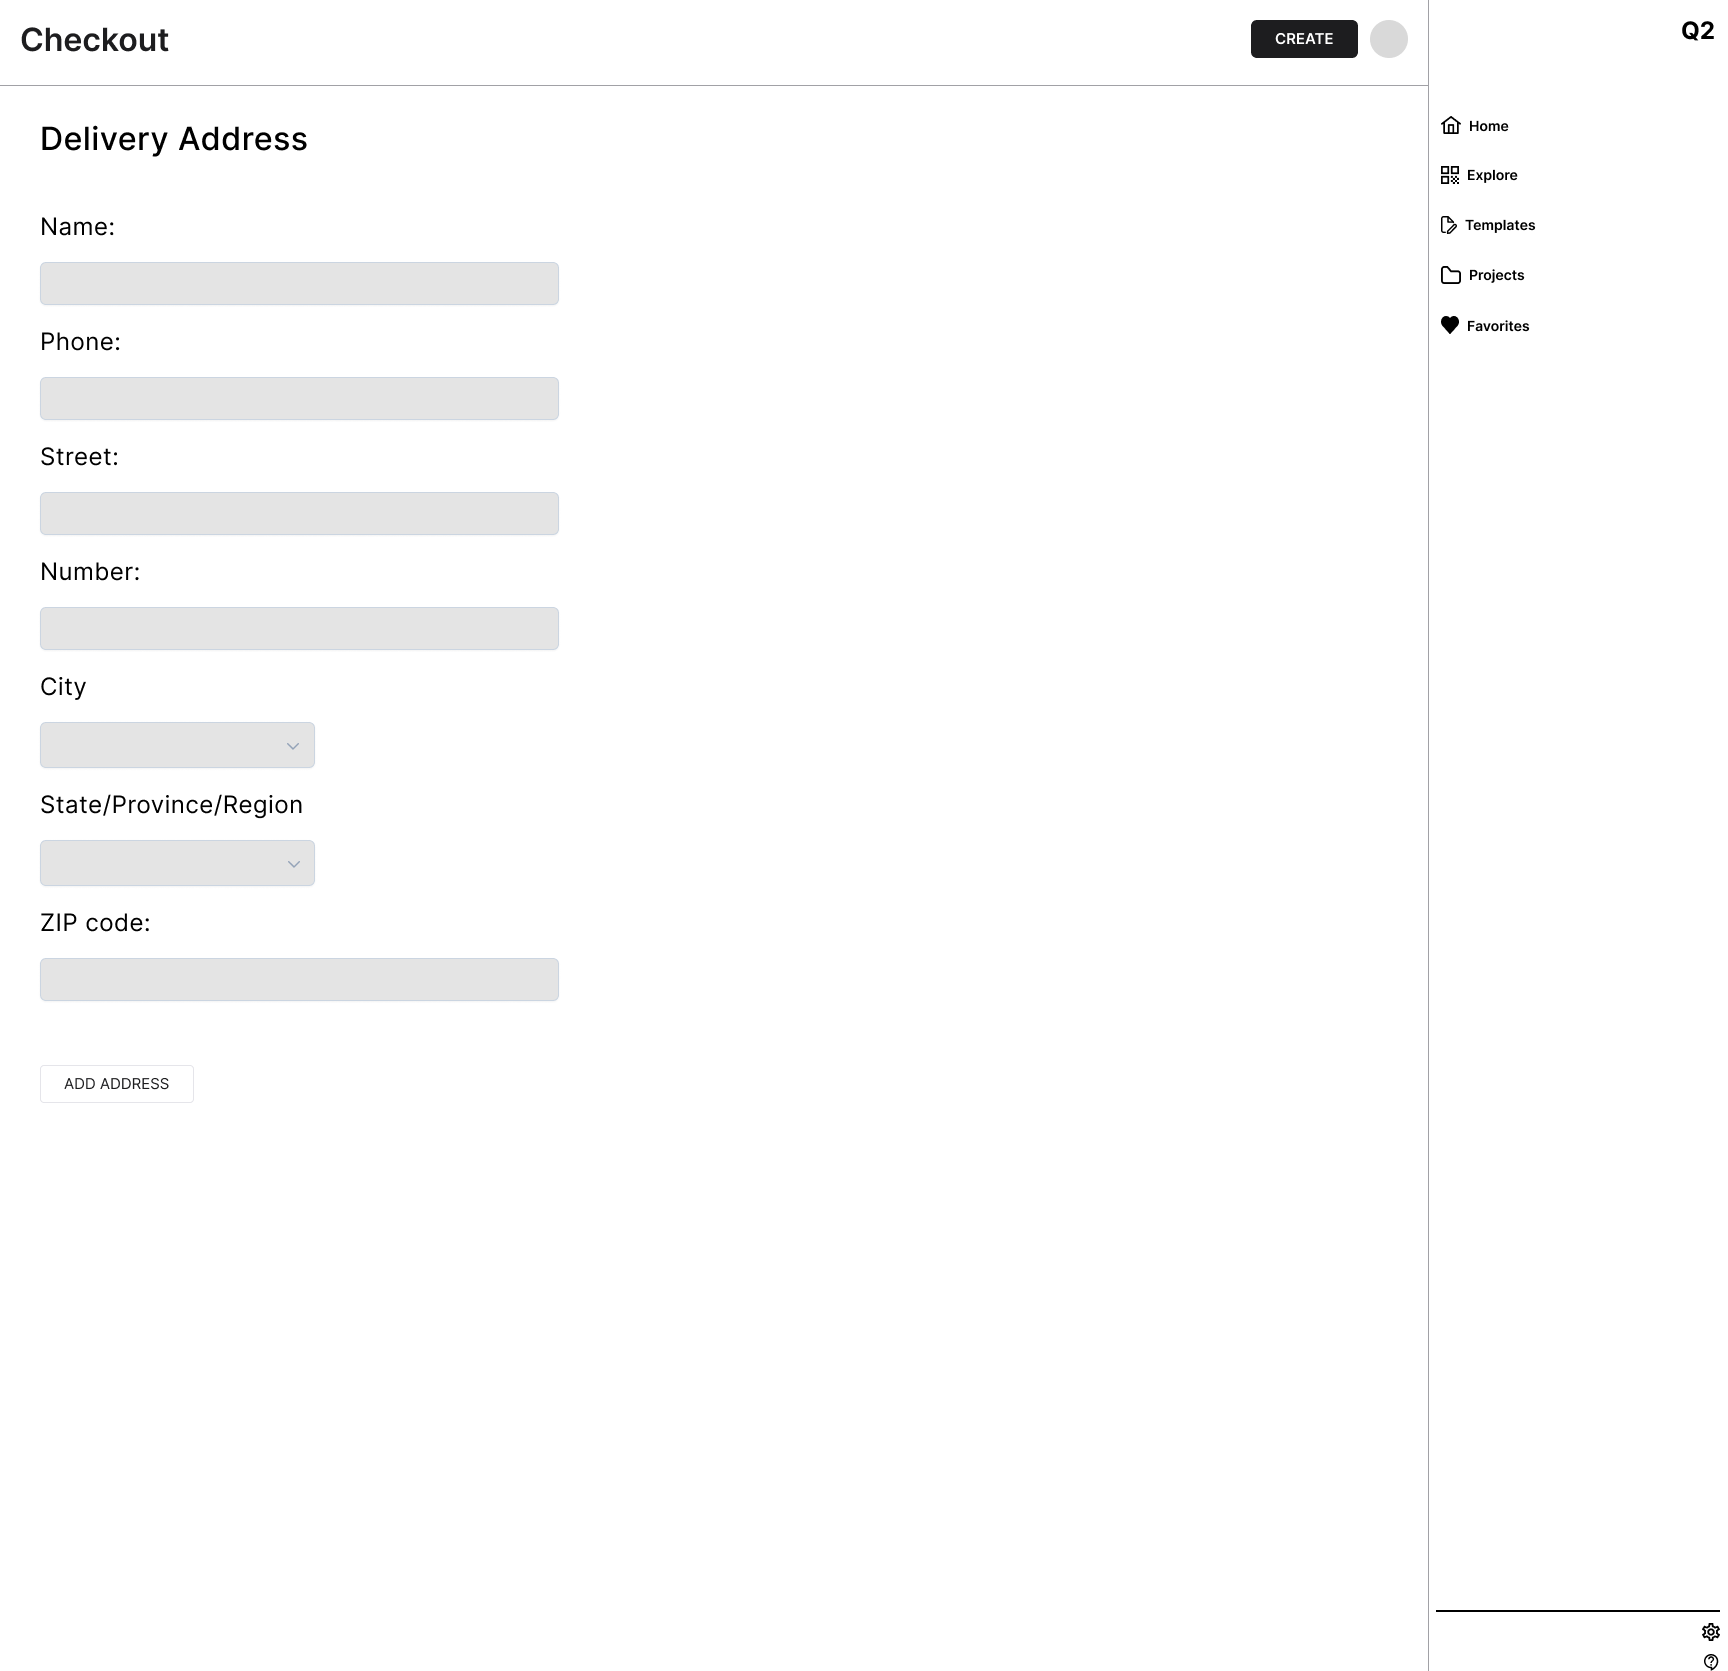 Checkout
CREATE
Delivery Address
Name:
Phone:
Street:
Number:
City
State/Province/Region
ZIP code:
ADD ADDRESS
Q2
Home
Explore
Templates
Projects
Favorites